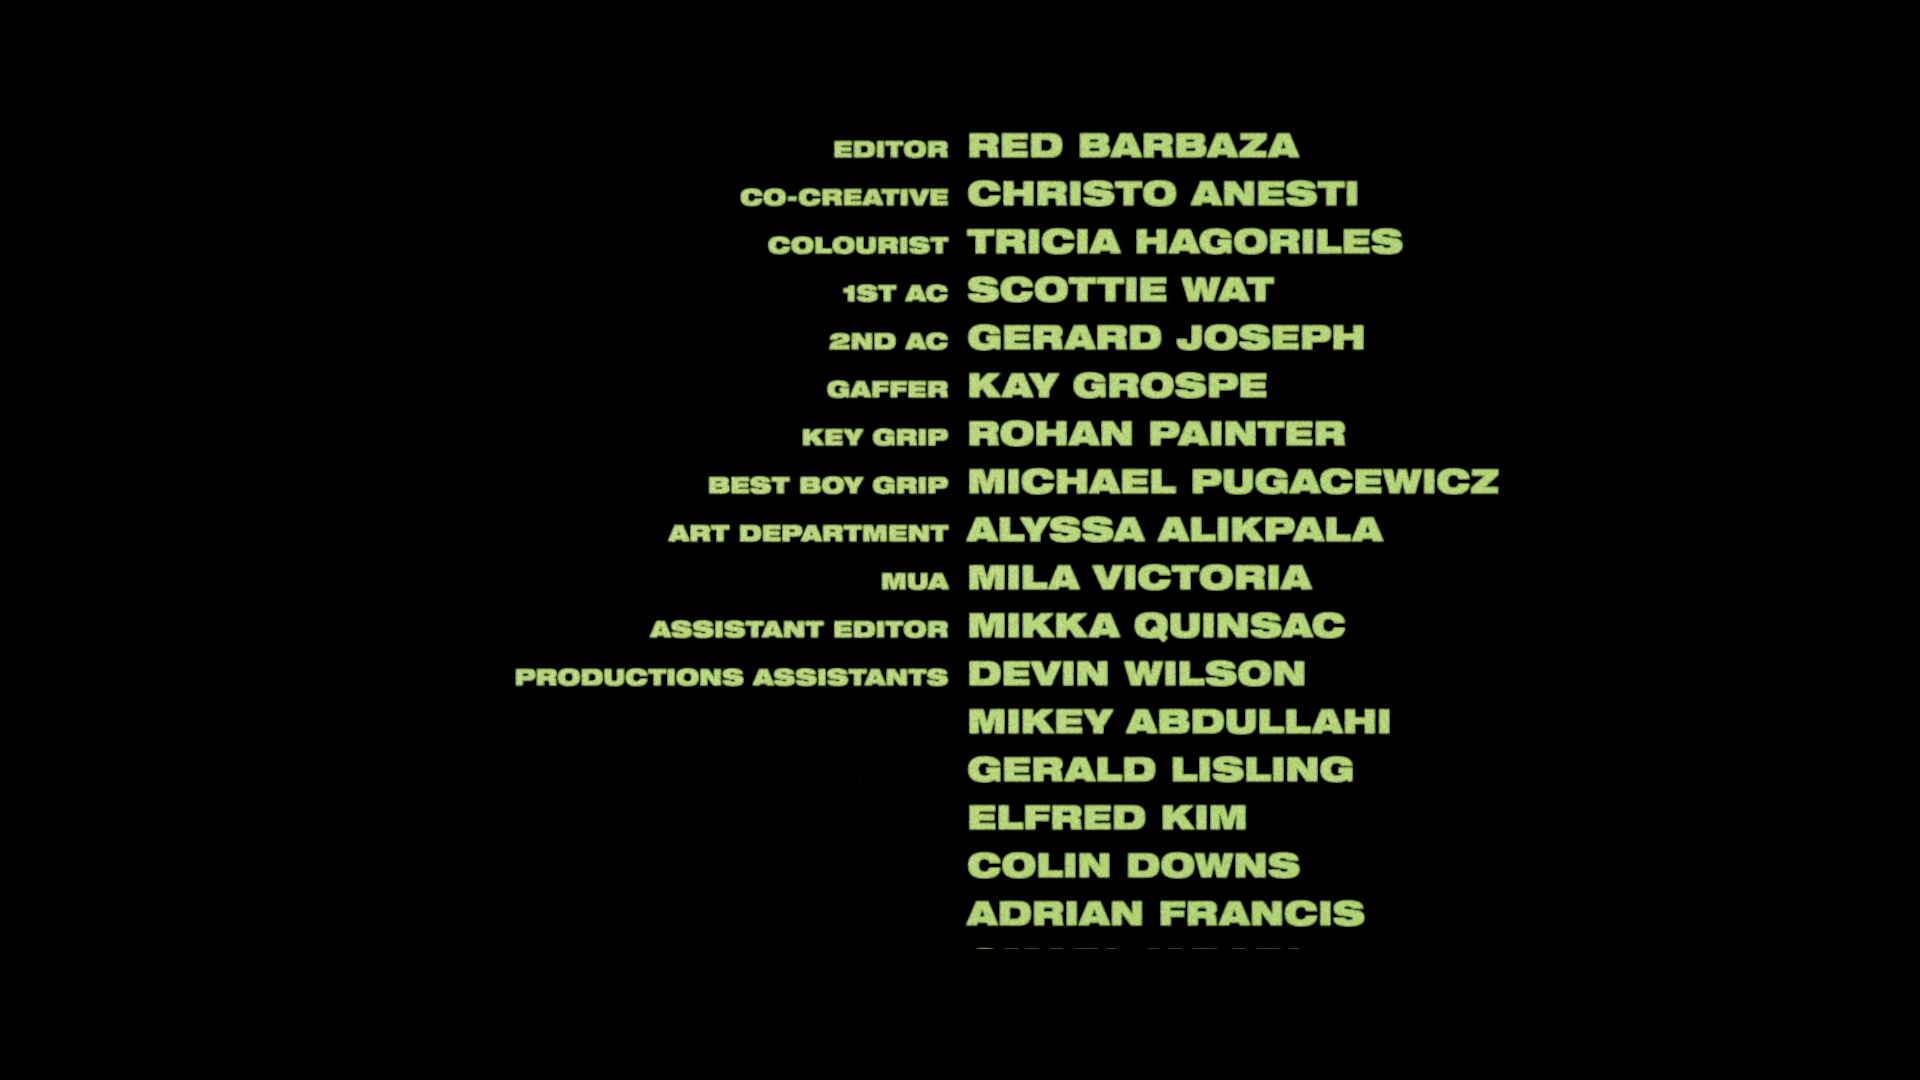 EDITOR RED BARBAZA
CO-CREATIVE CHRISTO ANESTI
COLOURIST TRICIA HAGORILES
1ST AC SCOTTIE WAT
2ND AC GERARD JOSEPH
GAFFER KAY GROSPE
KEY GRIP ROHAN PAINTER
BEST BOY GRIP MICHAEL PUGACEWICZ
ART DEPARTMENT ALYSSA ALIKPALA
MUA MILA VICTORIA
ASSISTANT EDITOR MIKKA QUINSAC
PRODUCTIONS ASSISTANTS DEVIN WILSON
MIKEY ABDULLAHI
GERALD LISLING
ELFRED KIM
COLIN DOWNS
ADRIAN FRANCIS